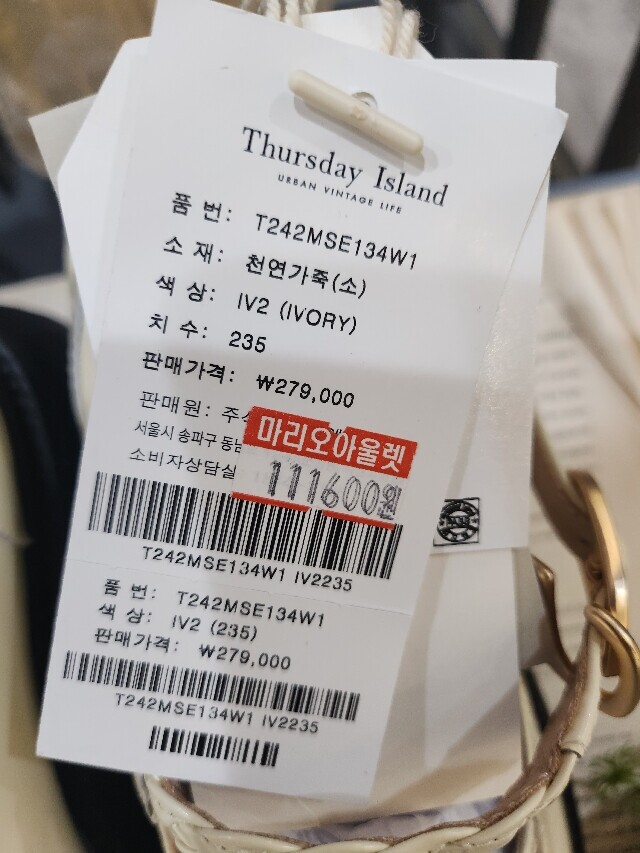 Thursday Island
URBAN VINTAGE LIFE
품 번: T242MSE134W1
소 재: 천연가죽(소)
색 상: IV2 (IVORY)
치 수: 235
판매가격: ₩279,000
판매원:
마리오아울렛
서울시 송파구
소비자상담실
111600원
T242MSE134W1 IV2235
품 번: T242MSE134W1
색 상: IV2 (235)
판매가격: ₩279,000
T242MSE134W1 IV2235